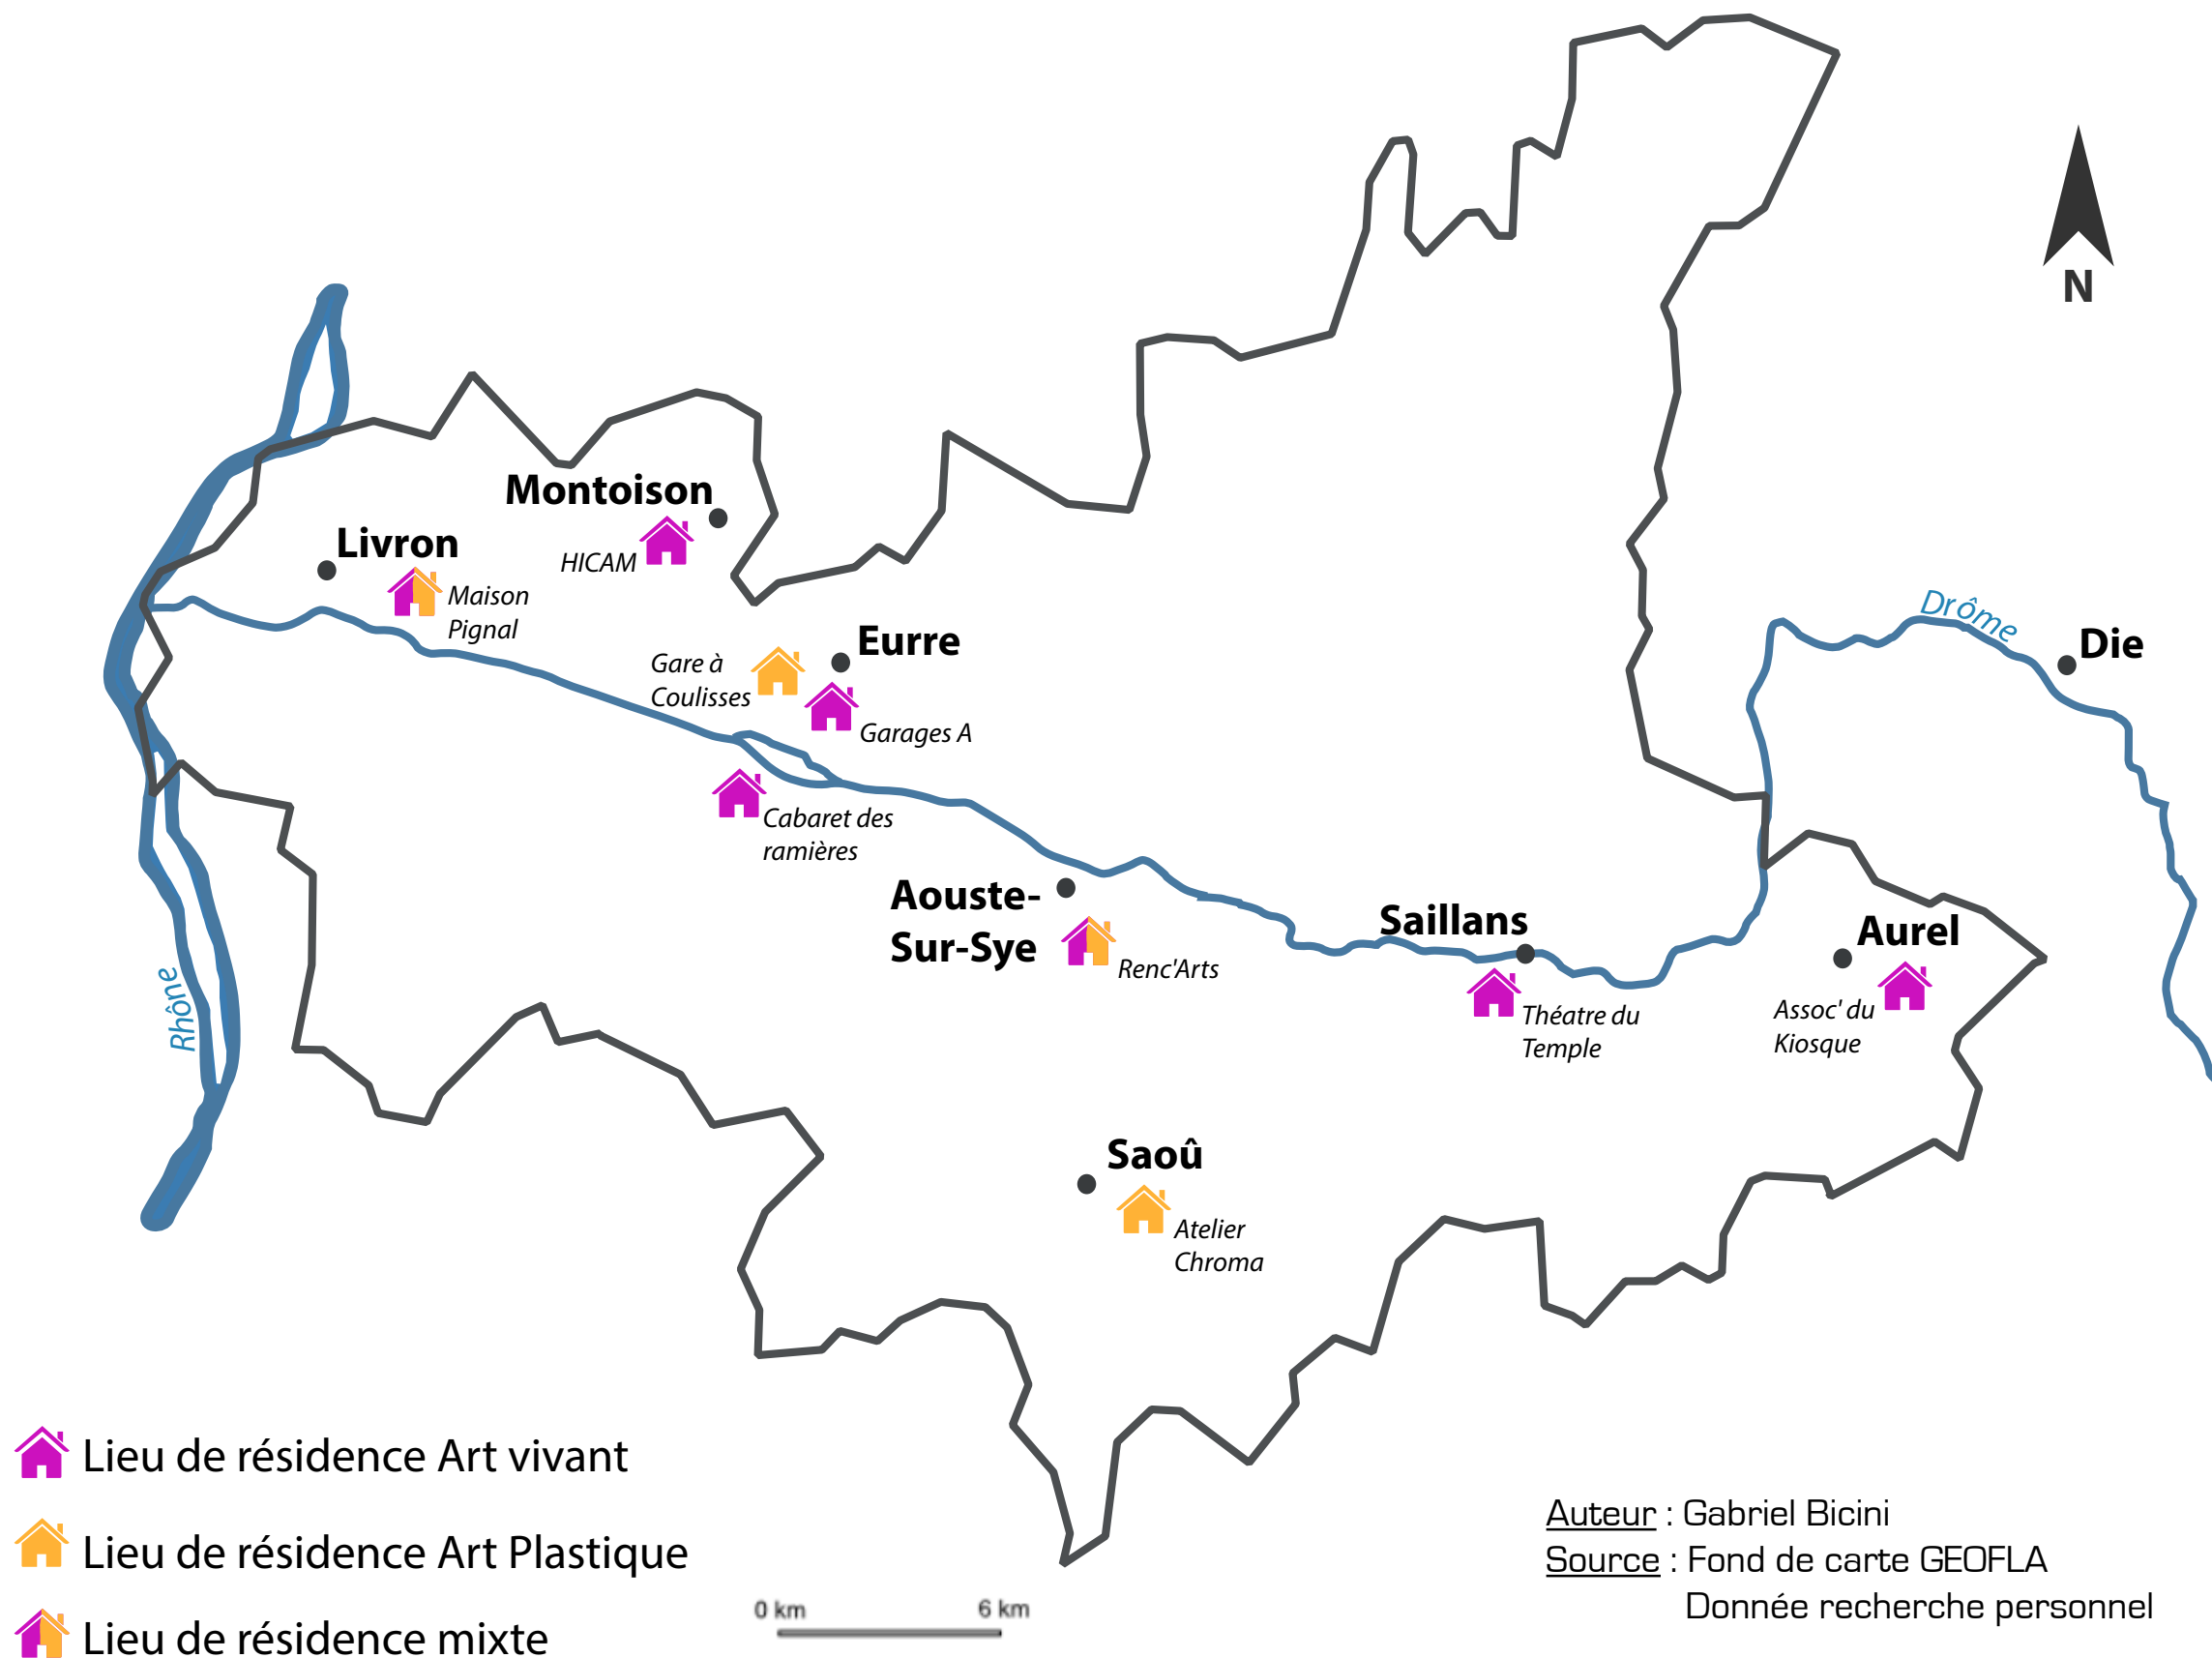 N
Montoison
HICAM
Livron
Maison
Pignal
Eurre
Gare à
Coulisses
Garages A
Drôme
Die
Cabaret des
ramières
Aouste-
Sur-Sye
Renc'Arts
Saillans
Théatre du
Temple
Aurel
Assoc' du
Kiosque
Rhône
Saoû
Atelier
Chroma
Lieu de résidence Art vivant
Lieu de résidence Art Plastique
Lieu de résidence mixte
0 km 6 km
Auteur : Gabriel Bicini
Source : Fond de carte GEOFLA
Donnée recherche personnel